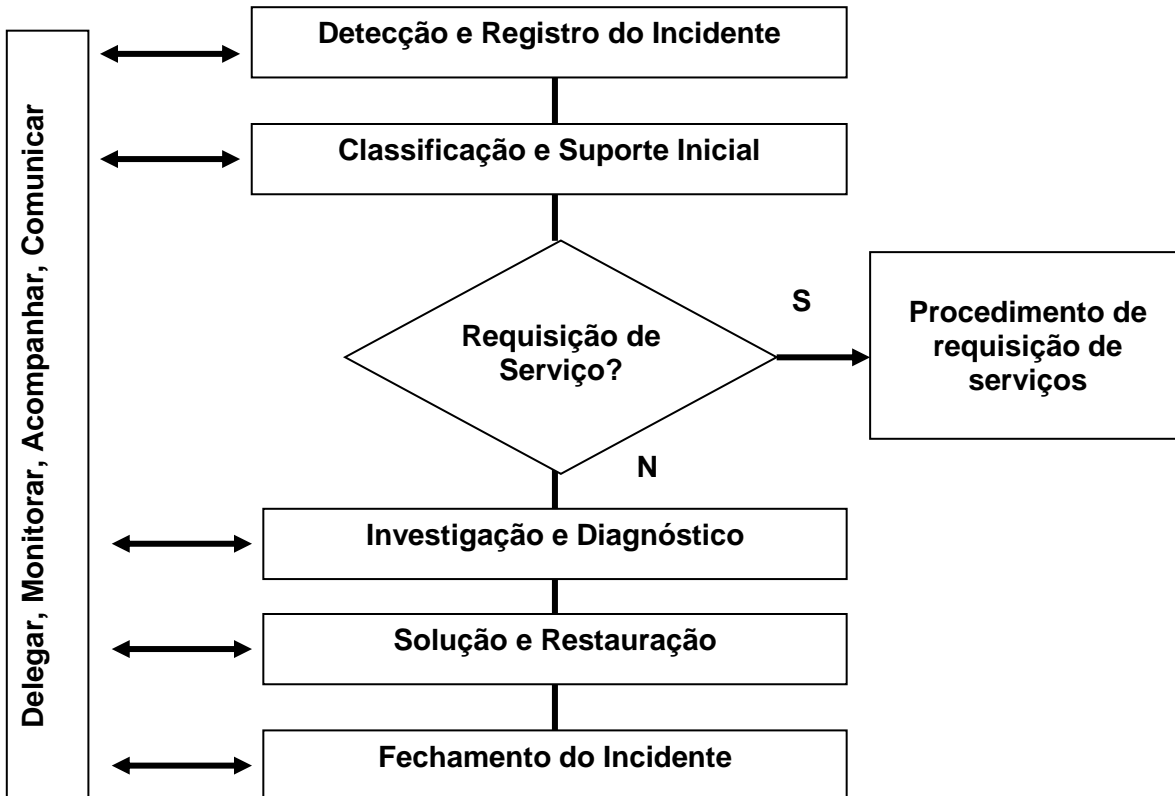 Detecção e Registro do Incidente
Classificação e Suporte Inicial
Requisição de
Serviço?
S
Procedimento de
requisição de
serviços
N
Investigação e Diagnóstico
Solução e Restauração
Fechamento do Incidente
Delegar, Monitorar, Acompanhar, Comunicar